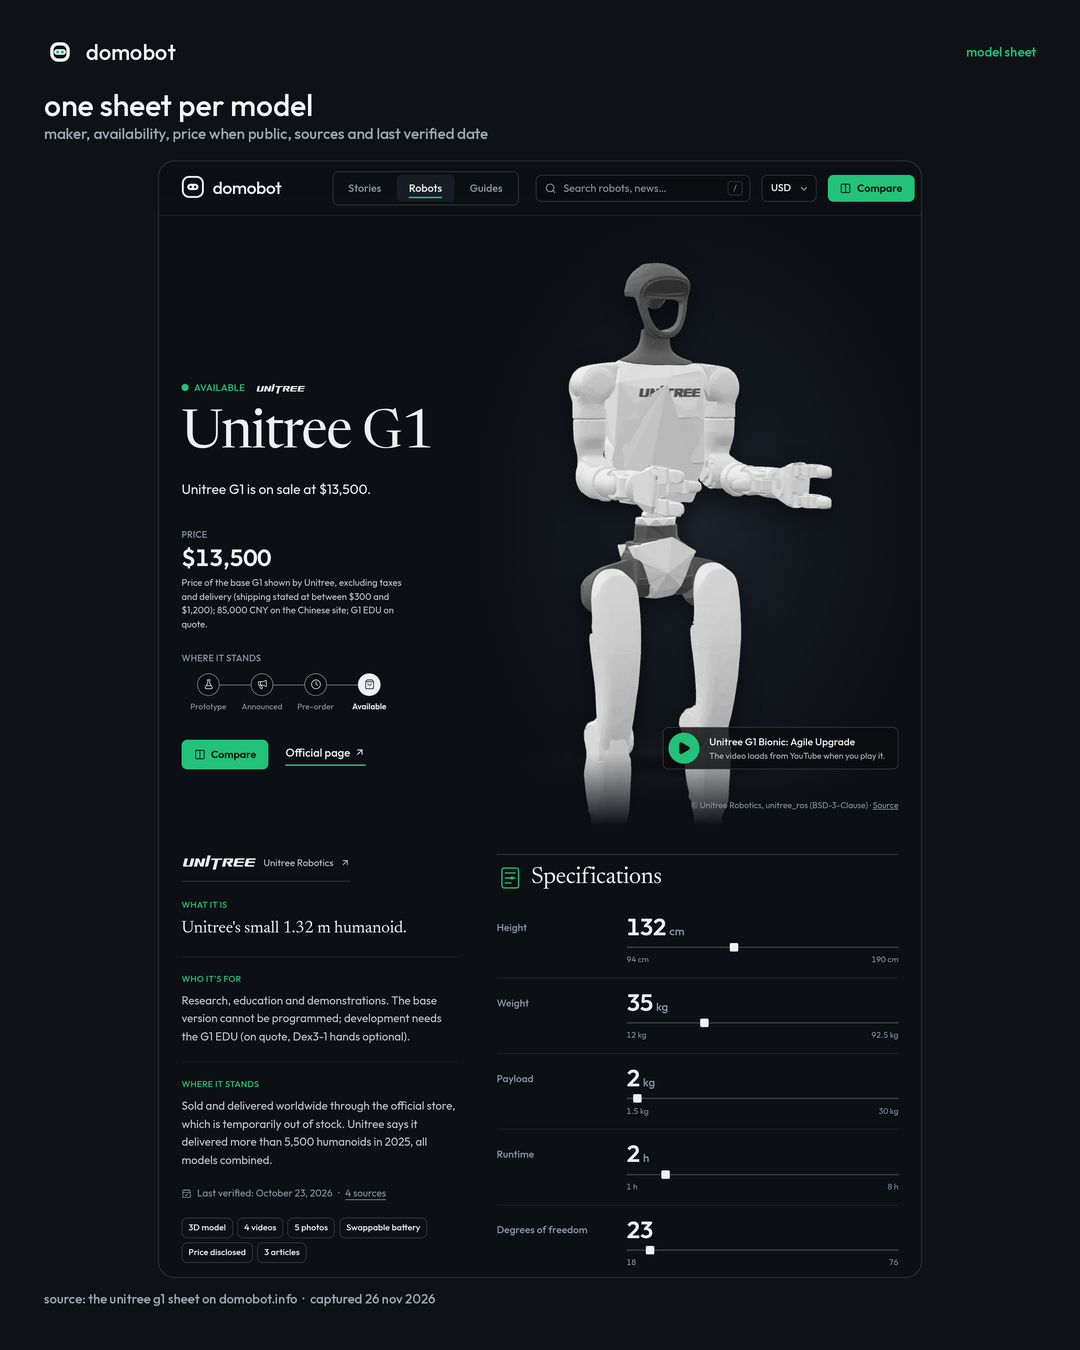 domobot
model sheet
one sheet per model
maker, availability, price when public, sources and last verified date
domobot
Stories
Robots
Guides
Search robots, news...
/
USD
Compare
UNITREE
AVAILABLE
UNITREE
Unitree G1
Unitree G1 is on sale at $13,500.
PRICE
$13,500
Price of the base G1 shown by Unitree, excluding taxes
and delivery (shipping stated at between $300 and
$1,200); 85,000 CNY on the Chinese site; G1 EDU on
quote.
WHERE IT STANDS
Prototype
Announced
Pre-order
Available
Compare
Official page
Unitree G1 Bionic: Agile Upgrade
The video loads from YouTube when you play it.
© Unitree Robotics, unitree_ros (BSD-3-Clause) · Source
UNITREE Unitree Robotics
WHAT IT IS
Unitree's small 1.32 m humanoid.
WHO IT'S FOR
Research, education and demonstrations. The base
version cannot be programmed; development needs
the G1 EDU (on quote, Dex3-1 hands optional).
WHERE IT STANDS
Sold and delivered worldwide through the official store,
which is temporarily out of stock. Unitree says it
delivered more than 5,500 humanoids in 2025, all
models combined.
Last verified: October 23, 2026 · 4 sources
3D model
4 videos
5 photos
Swappable battery
Price disclosed
3 articles
Specifications
Height
132 cm
94 cm
190 cm
Weight
35 kg
12 kg
92.5 kg
Payload
2 kg
1.5 kg
30 kg
Runtime
2 h
1 h
8 h
Degrees of freedom
23
18
76
source: the unitree g1 sheet on domobot.info · captured 26 nov 2026